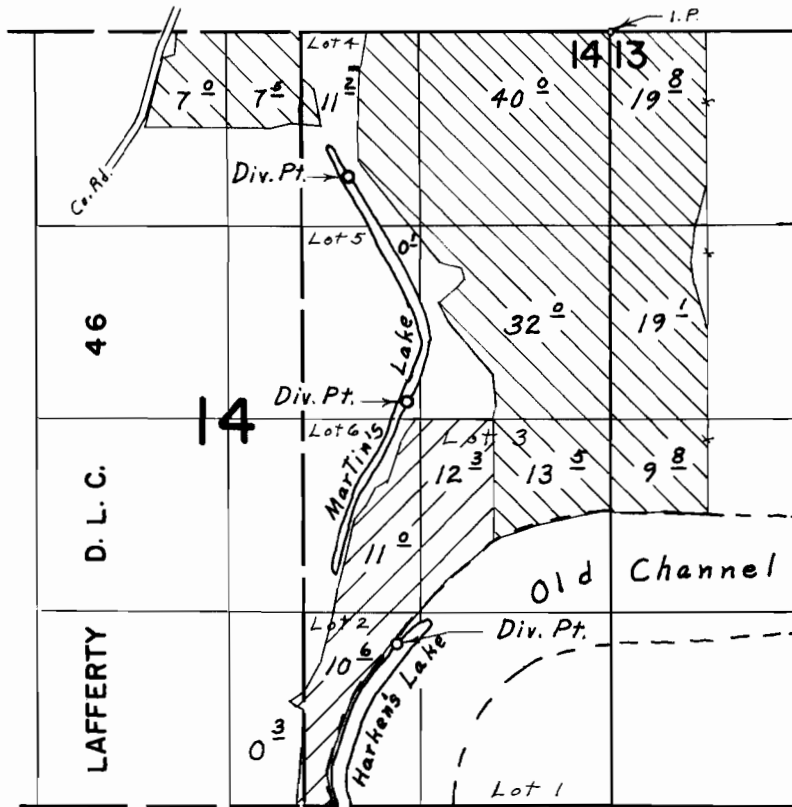 I.P.
Lot 4
14 13
7 0
7 5
11 2
40 0
19 8
Div. Pt.
Co. Rd.
Lot 5
0 7
46
32 0
19 1
Martin's Lake
Div. Pt.
14
Lot 6
Lot 3
12 3
13 5
9 8
D. L. C.
11 0
Old Channel
Lot 2
Div. Pt.
10 6
Harken's Lake
LAFFERTY
0 3
Lot 1